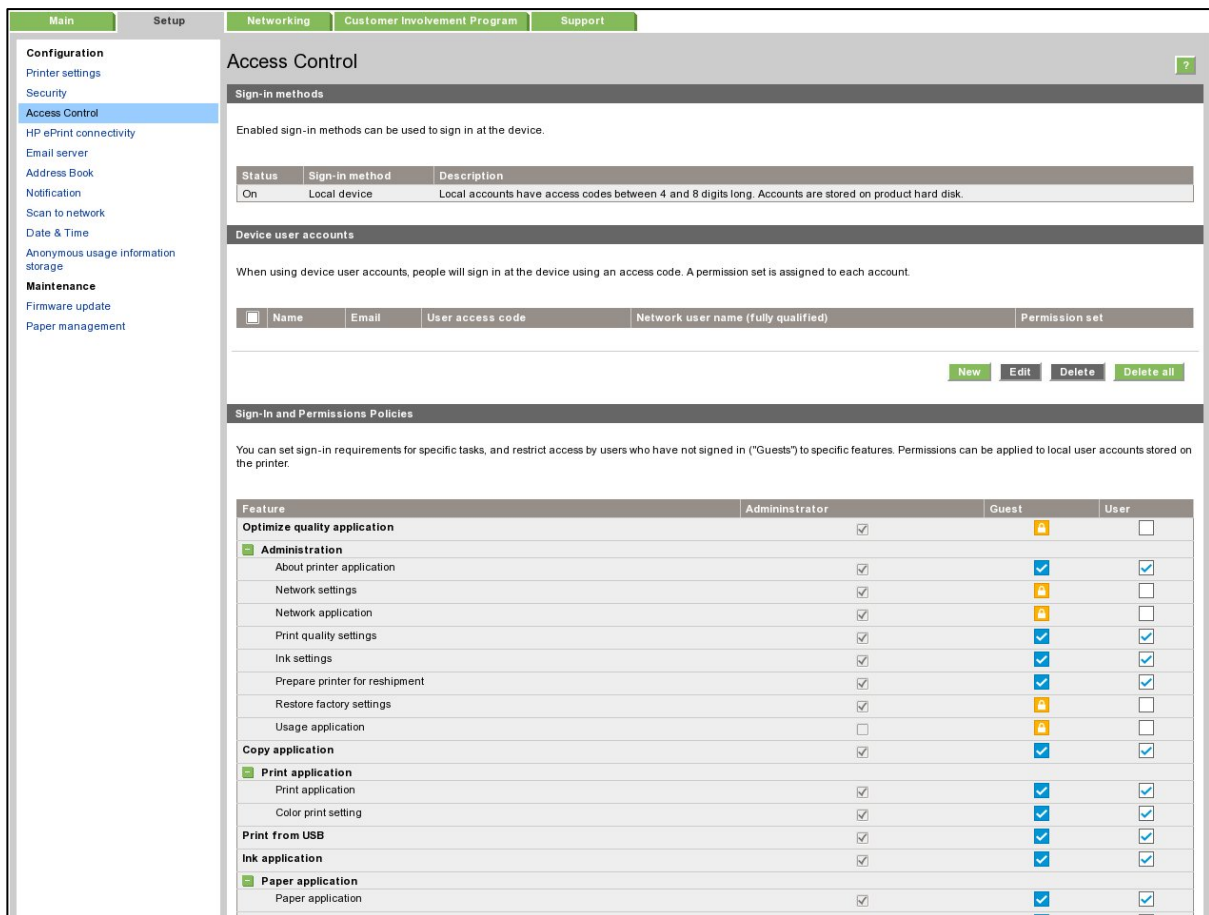 Main
Setup
Networking
Customer Involvement Program
Support
Configuration
Printer settings
Security
Access Control
HP ePrint connectivity
Email server
Address Book
Notification
Scan to network
Date & Time
Anonymous usage information
storage
Maintenance
Firmware update
Paper management
Access Control
?
Sign-in methods
Enabled sign-in methods can be used to sign in at the device.
Status Sign-in method Description
On Local device Local accounts have access codes between 4 and 8 digits long. Accounts are stored on product hard disk.
Device user accounts
When using device user accounts, people will sign in at the device using an access code. A permission set is assigned to each account.
Name Email User access code Network user name (fully qualified) Permission set
New Edit Delete Delete all
Sign-In and Permissions Policies
You can set sign-in requirements for specific tasks, and restrict access by users who have not signed in ("Guests") to specific features. Permissions can be applied to local user accounts stored on
the printer.
Feature Admininstrator Guest User
Optimize quality application
Administration
About printer application
Network settings
Network application
Print quality settings
Ink settings
Prepare printer for reshipment
Restore factory settings
Usage application
Copy application
Print application
Print application
Color print setting
Print from USB
Ink application
Paper application
Paper application